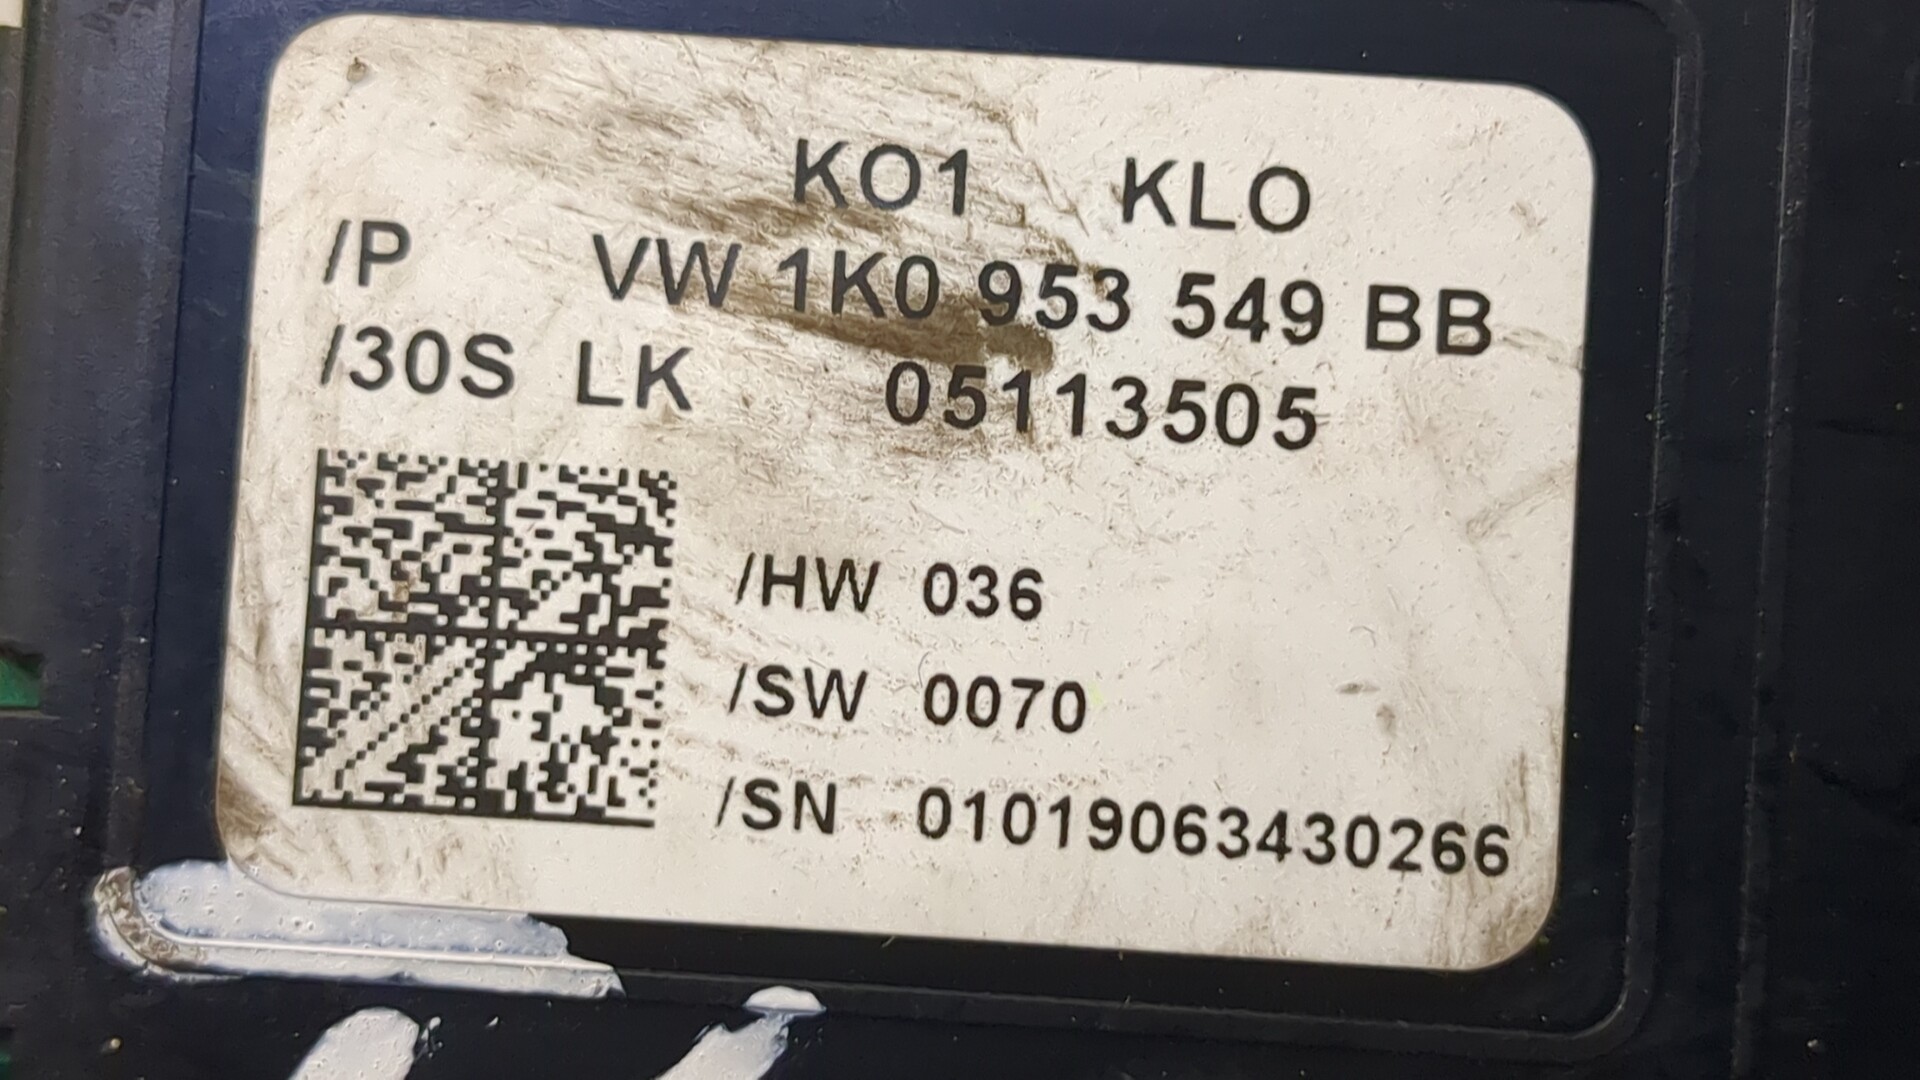 KO1 KLO
/P VW 1K0 953 549 BB
/30S LK 05113505
/HW 036
/SW 0070
/SN 01019063430266